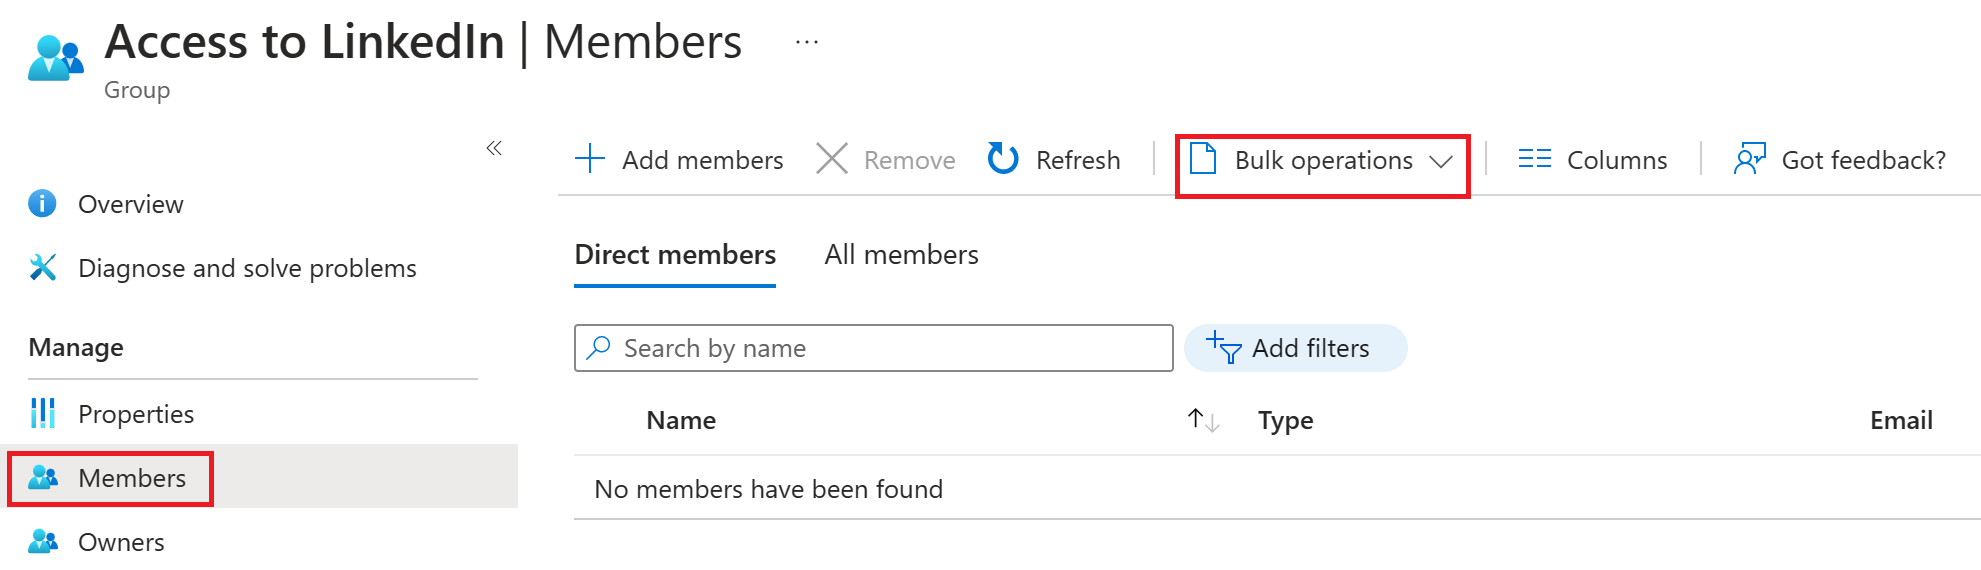 Access to LinkedIn | Members ...
Group
«
Add members Remove Refresh Bulk operations Columns Got feedback?
Overview
Diagnose and solve problems
Manage
Properties
Members
Owners
Direct members All members
Search by name Add filters
Name Type Email
No members have been found